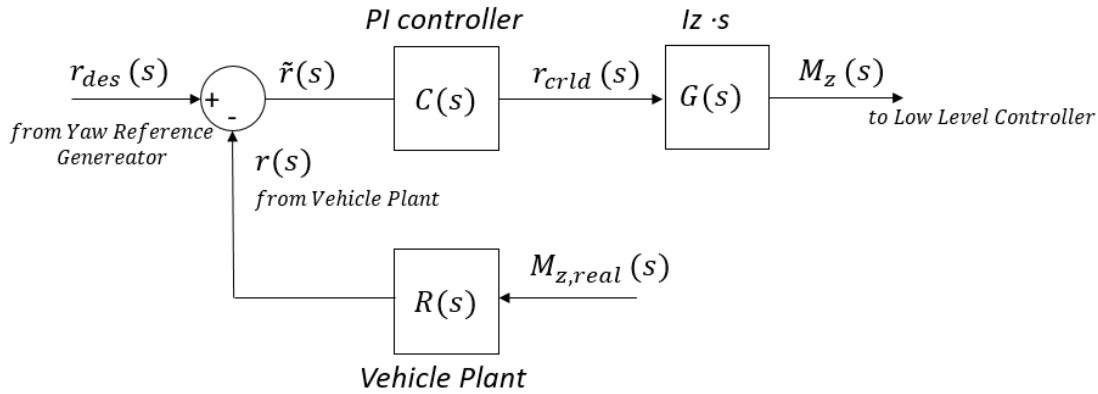 PI controller
Iz ·s
r_des (s)
r̃(s)
C(s)
r_crld (s)
G(s)
M_z (s)
+
-
from Yaw Reference
Genereator
to Low Level Controller
r(s)
from Vehicle Plant
M_z,real (s)
R(s)
Vehicle Plant